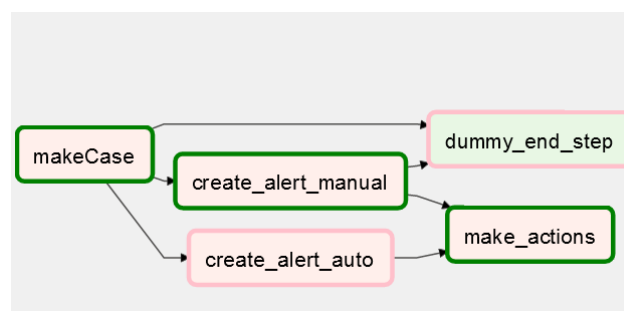 dummy_end_step
makeCase
create_alert_manual
make_actions
create_alert_auto